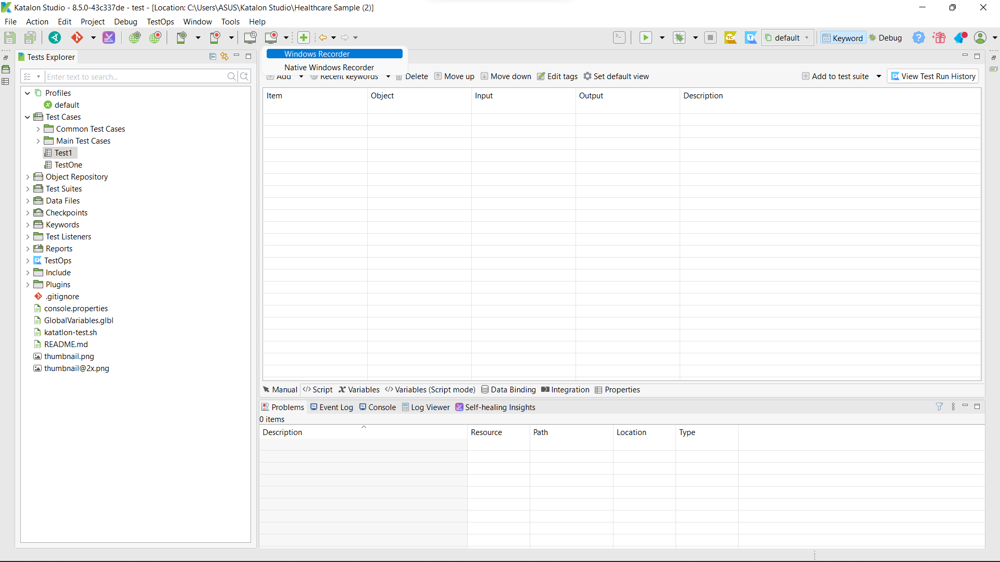 Katalon Studio - 8.5.0-43c337de - test - [Location: C:\Users\ASUS\Katalon Studio\Healthcare Sample (2)]
File Action Edit Project Debug TestOps Window Tools Help
default Keyword Debug
Tests Explorer
Windows Recorder
Native Windows Recorder
Enter text to search...
Add Recent keywords Delete Move up Move down Edit tags Set default view Add to test suite View Test Run History
Item Object Input Output Description
Profiles
default
Test Cases
Common Test Cases
Main Test Cases
Test1
TestOne
Object Repository
Test Suites
Data Files
Checkpoints
Keywords
Test Listeners
Reports
TestOps
Include
Plugins
.gitignore
console.properties
GlobalVariables.glbl
katatlon-test.sh
README.md
thumbnail.png
thumbnail@2x.png
Manual </> Script Variables </> Variables (Script mode) Data Binding Integration Properties
Problems Event Log Console Log Viewer Self-healing Insights
0 items
Description Resource Path Location Type